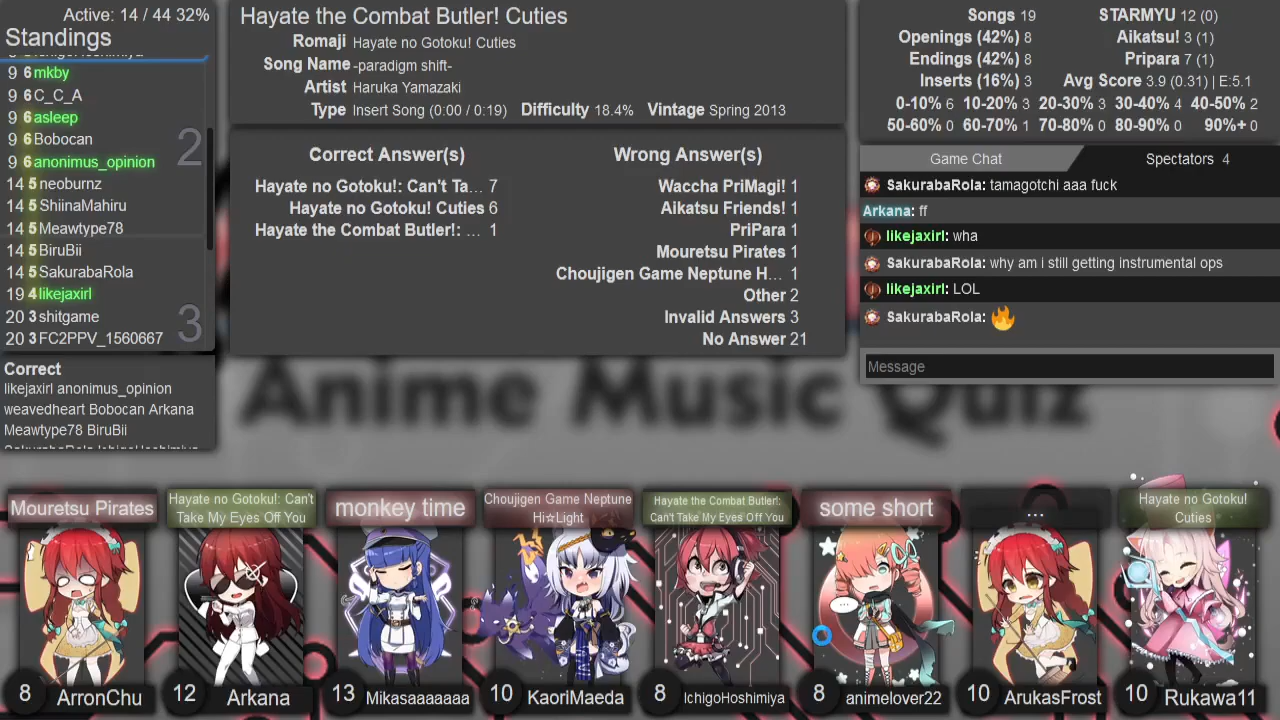 Active: 14 / 44 32%
Standings
9 6 mkby
9 6 C_C_A
9 6 asleep
9 6 Bobocan
9 6 anonimus_opinion
2
14 5 neoburnz
14 5 ShiinaMahiru
14 5 Meawtype78
14 5 BiruBii
14 5 SakurabaRola
19 4 likejaxirl
20 3 shitgame
20 3 FC2PPV_1560667
3
Correct
likejaxirl anonimus_opinion
weavedheart Bobocan Arkana
Meawtype78 BiruBii
SakurabaRola IchigoHoshimiya
Hayate the Combat Butler! Cuties
Romaji Hayate no Gotoku! Cuties
Song Name -paradigm shift-
Artist Haruka Yamazaki
Type Insert Song (0:00 / 0:19) Difficulty 18.4% Vintage Spring 2013
Correct Answer(s)
Hayate no Gotoku!: Can't Ta... 7
Hayate no Gotoku! Cuties 6
Hayate the Combat Butler!: ... 1
Wrong Answer(s)
Waccha PriMagi! 1
Aikatsu Friends! 1
PriPara 1
Mouretsu Pirates 1
Choujigen Game Neptune H... 1
Other 2
Invalid Answers 3
No Answer 21
Songs 19
Openings (42%) 8
Endings (42%) 8
Inserts (16%) 3
STARMYU 12 (0)
Aikatsu! 3 (1)
Pripara 7 (1)
Avg Score 3.9 (0.31) | E:5.1
0-10% 6 10-20% 3 20-30% 3 30-40% 4 40-50% 2
50-60% 0 60-70% 1 70-80% 0 80-90% 0 90%+ 0
Game Chat
Spectators 4
SakurabaRola: tamagotchi aaa fuck
Arkana: ff
likejaxirl: wha
SakurabaRola: why am i still getting instrumental ops
likejaxirl: LOL
SakurabaRola: 🔥
Message
Anime Music Quiz
Mouretsu Pirates
Hayate no Gotoku!: Can't
Take My Eyes Off You
monkey time
Choujigen Game Neptune
Hi☆Light
Hayate the Combat Butler!:
Can't Take My Eyes Off You
some short
...
Hayate no Gotoku!
Cuties
8 ArronChu
12 Arkana
13 Mikasaaaaaaa
10 KaoriMaeda
8 IchigoHoshimiya
8 animelover22
10 ArukasFrost
10 Rukawa11